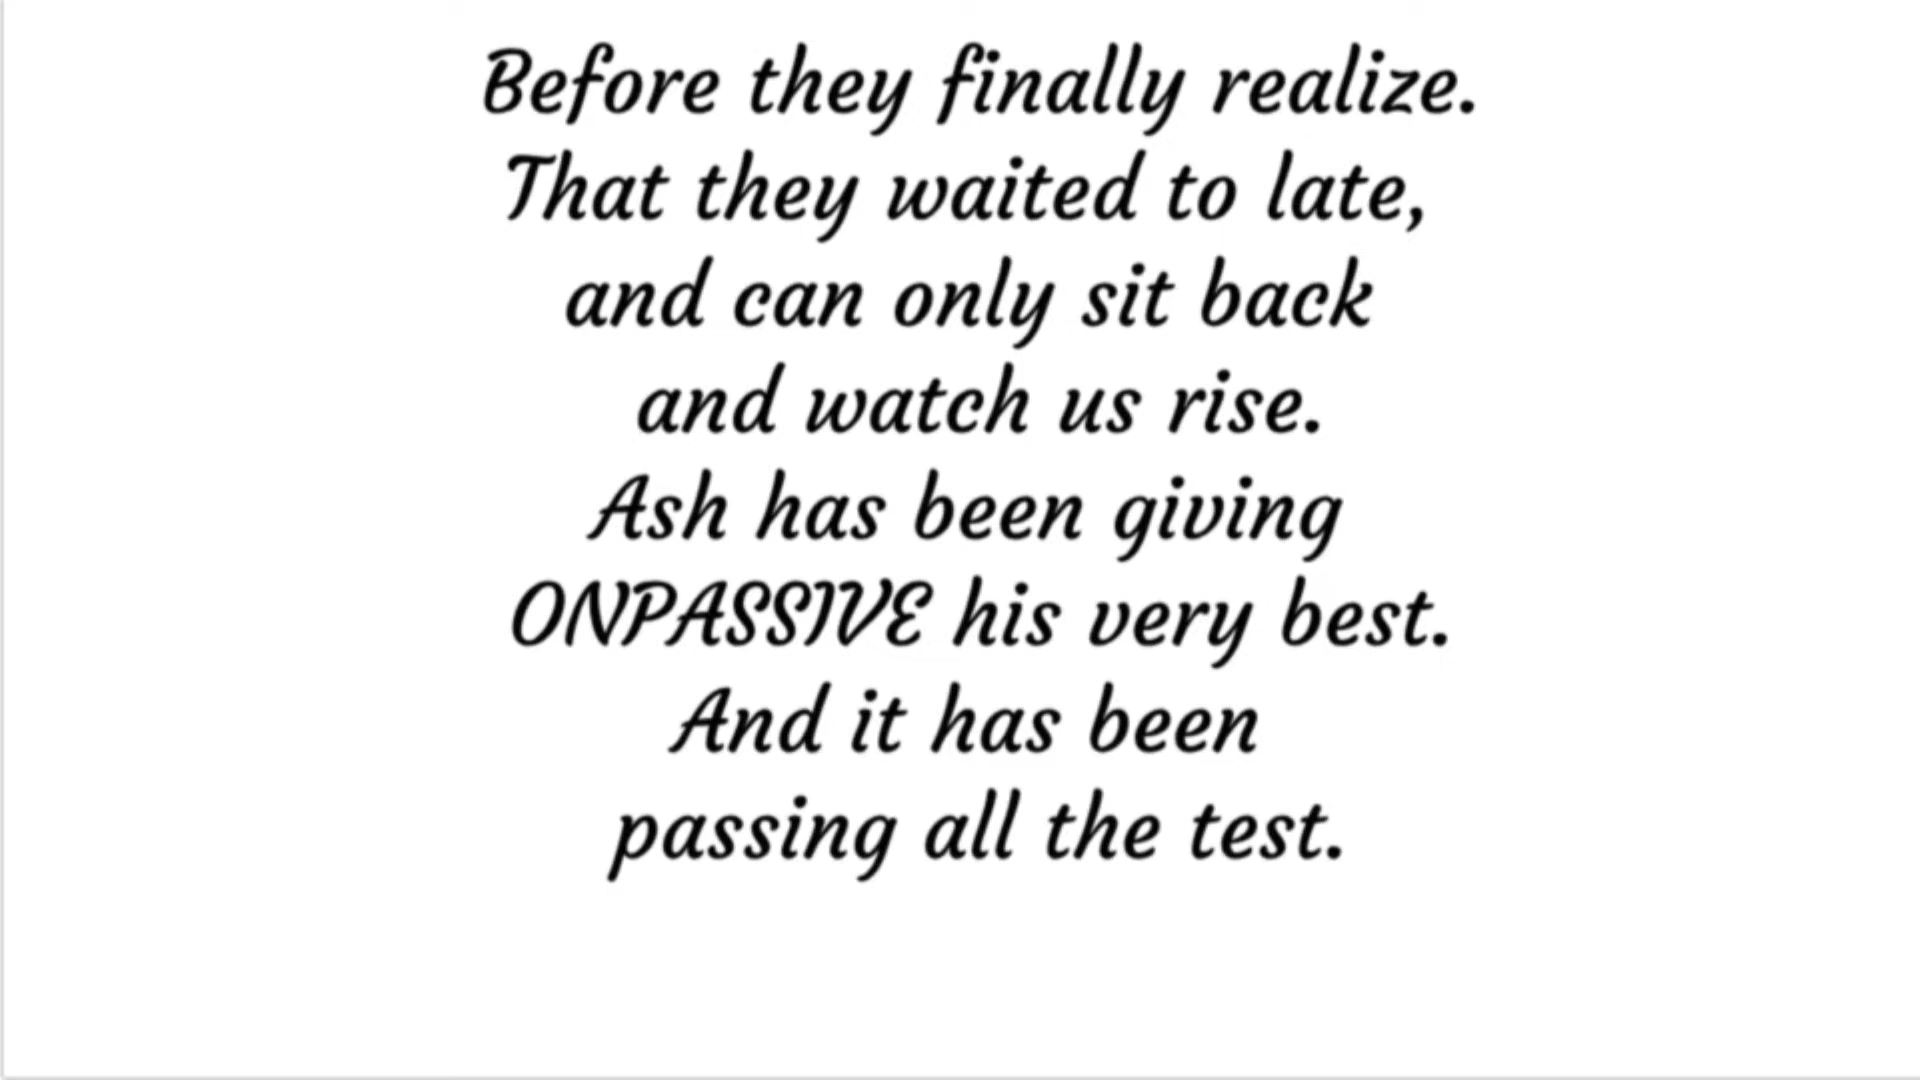 Before they finally realize.
That they waited to late,
and can only sit back
and watch us rise.
Ash has been giving
ONPASSIVE his very best.
And it has been
passing all the test.